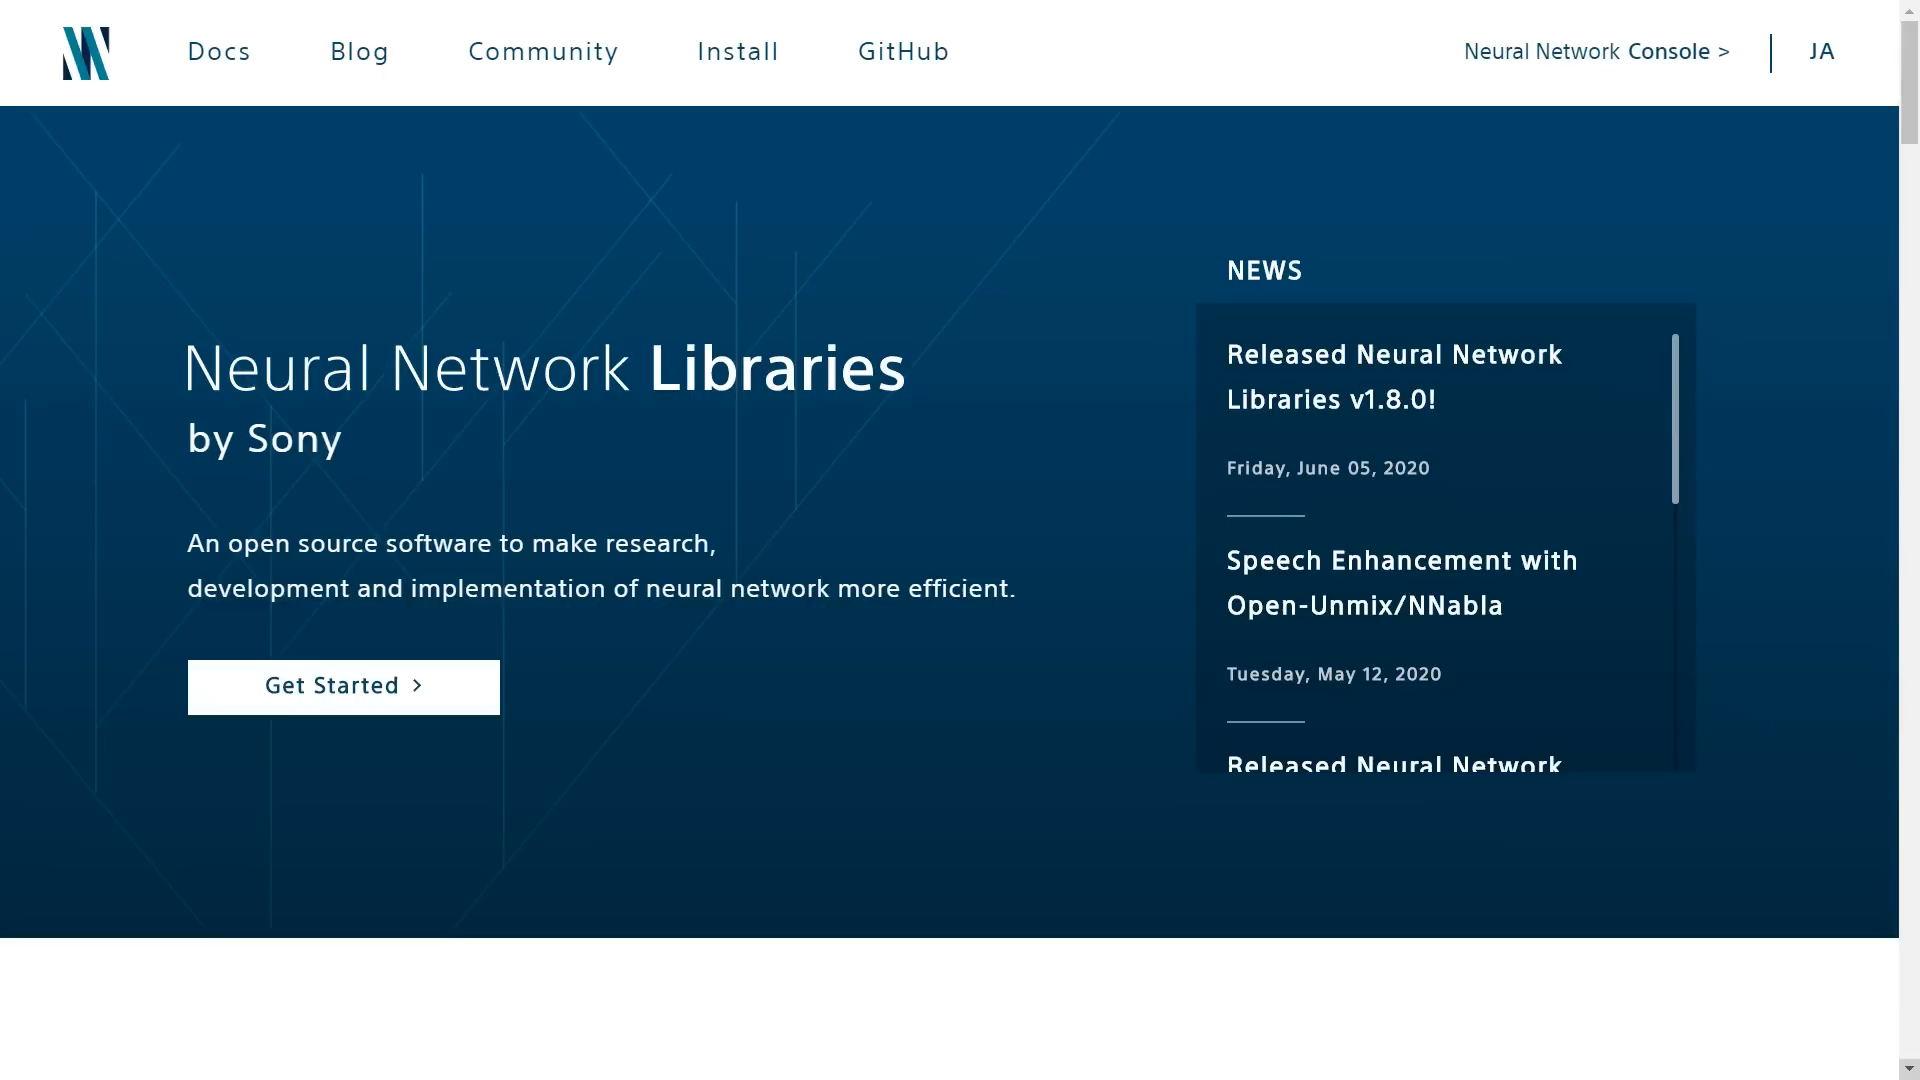 Docs
Blog
Community
Install
GitHub
Neural Network Console >
JA
Neural Network Libraries
by Sony
An open source software to make research,
development and implementation of neural network more efficient.
Get Started >
NEWS
Released Neural Network
Libraries v1.8.0!
Friday, June 05, 2020
Speech Enhancement with
Open-Unmix/NNabla
Tuesday, May 12, 2020
Released Neural Network